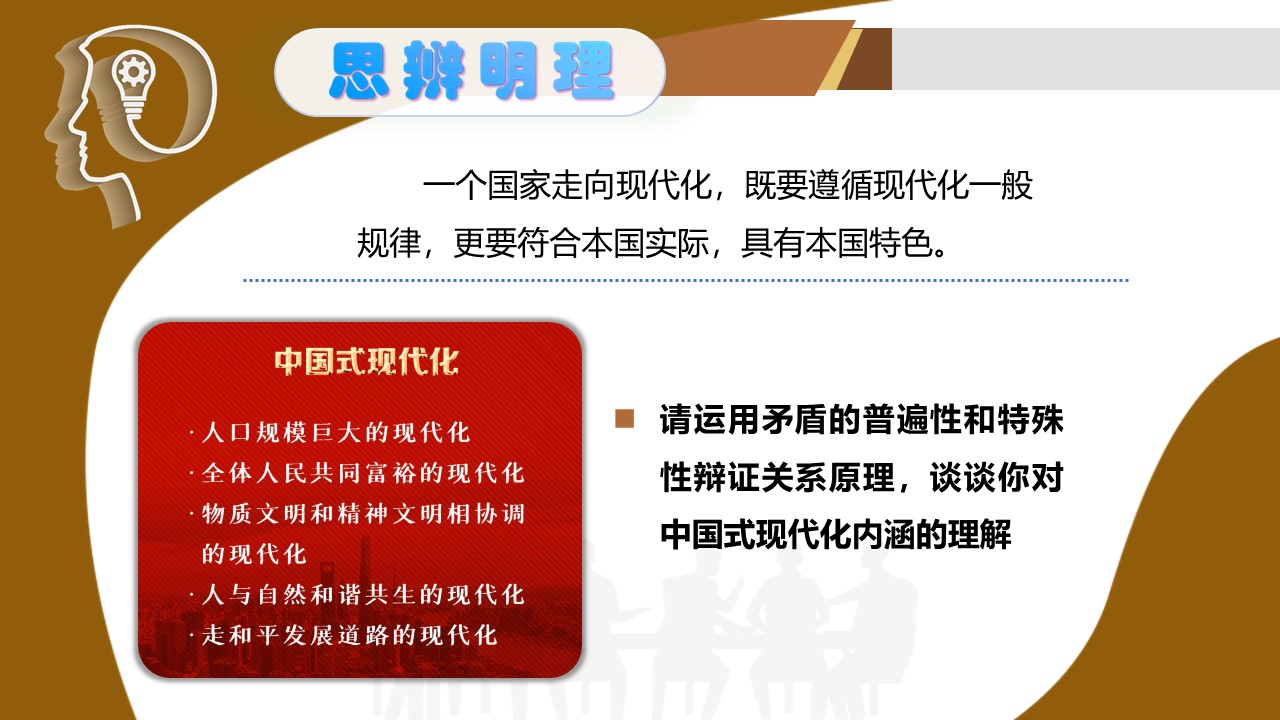 思辨明理
一个国家走向现代化，既要遵循现代化一般
规律，更要符合本国实际，具有本国特色。
中国式现代化
·人口规模巨大的现代化
·全体人民共同富裕的现代化
·物质文明和精神文明相协调
的现代化
·人与自然和谐共生的现代化
·走和平发展道路的现代化
请运用矛盾的普遍性和特殊
性辩证关系原理，谈谈你对
中国式现代化内涵的理解